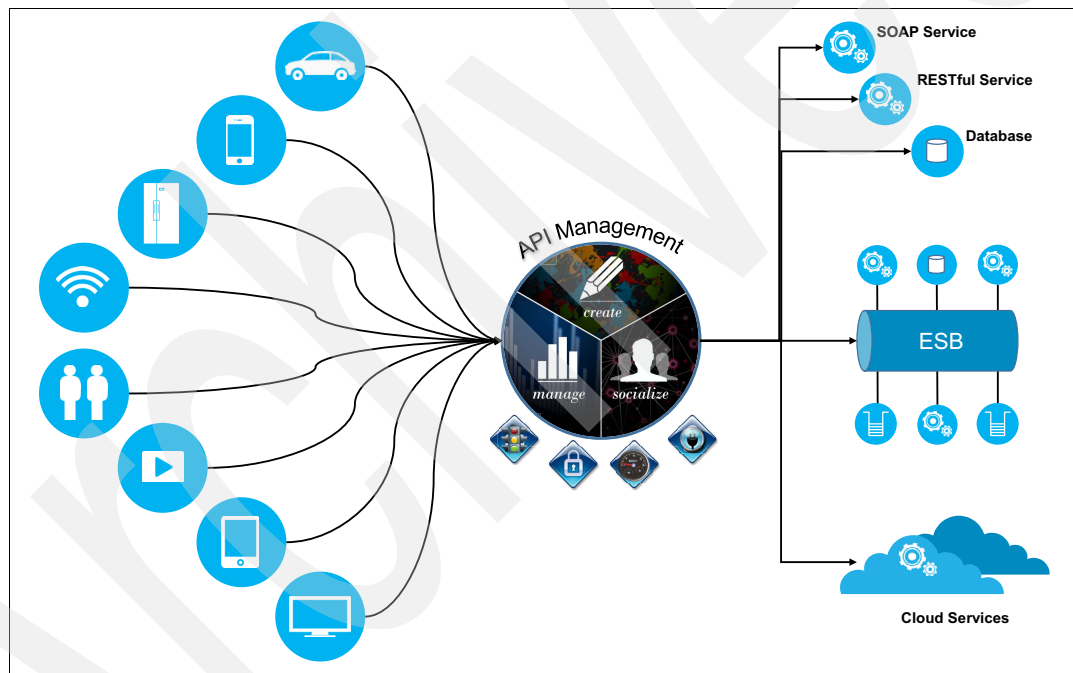 SOAP Service
RESTful Service
Database
API Management
create
manage
socialize
ESB
Cloud Services